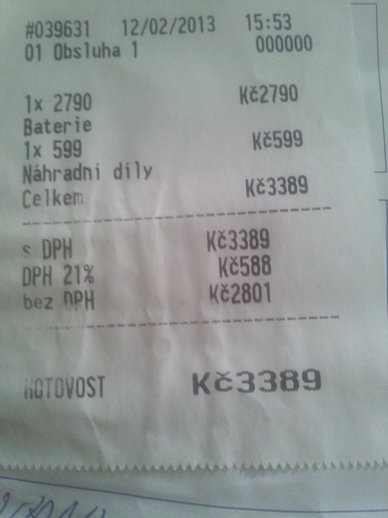 #039631 12/02/2013 15:53
01 Obsluha 1 000000
1x 2790 Kč2790
Baterie
1x 599 Kč599
Náhradní díly
Celkem Kč3389
s DPH Kč3389
DPH 21% Kč588
bez DPH Kč2801
HOTOVOST Kč3389